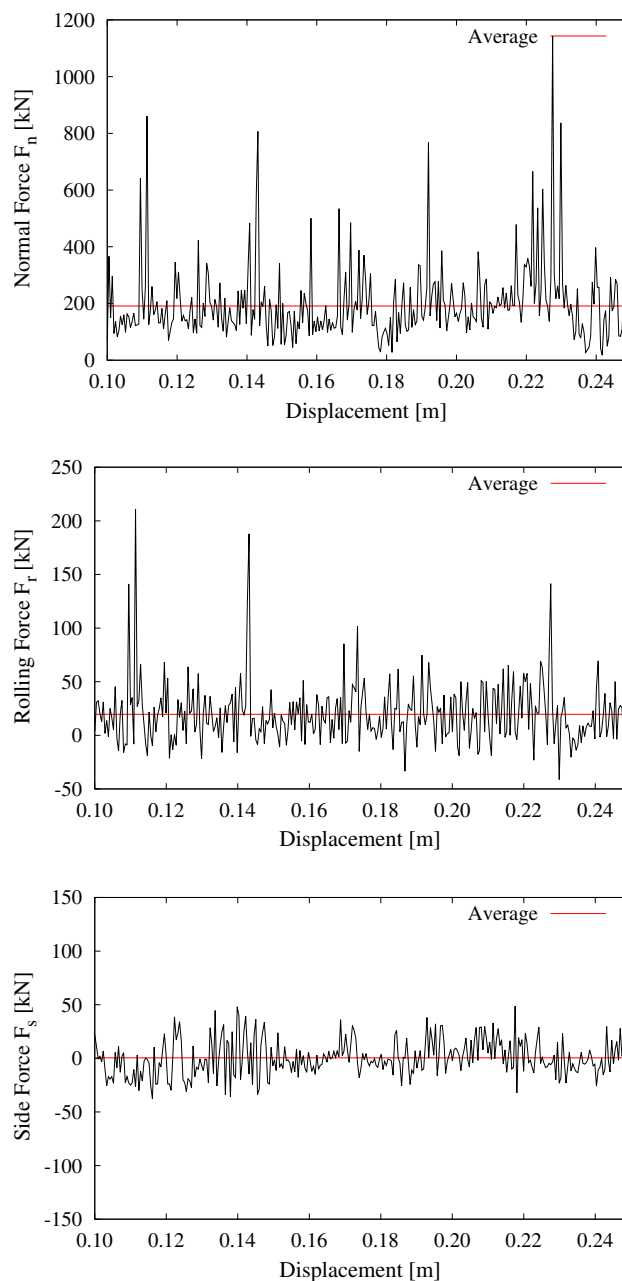 1200
1000
800
600
400
200
0
Normal Force F_n [kN]
Average
0.10 0.12 0.14 0.16 0.18 0.20 0.22 0.24
Displacement [m]
250
200
150
100
50
0
-50
Rolling Force F_r [kN]
Average
0.10 0.12 0.14 0.16 0.18 0.20 0.22 0.24
Displacement [m]
150
100
50
0
-50
-100
-150
Side Force F_s [kN]
Average
0.10 0.12 0.14 0.16 0.18 0.20 0.22 0.24
Displacement [m]